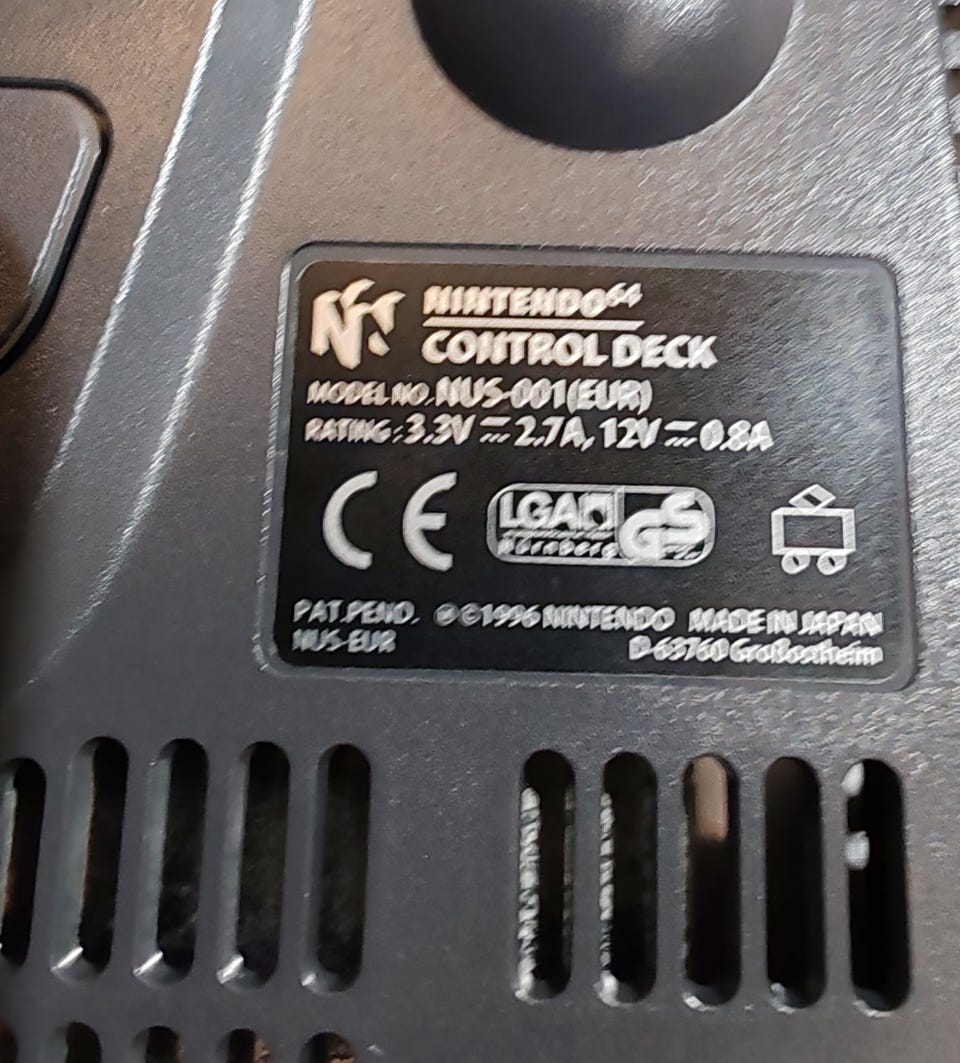 NINTENDO64
CONTROL DECK
MODEL NO. NUS-001(EUR)
RATING: 3.3V ⎓ 2.7A, 12V ⎓ 0.8A
CE LGA GS
Nürnberg
PAT.PEND. ℗©1996 NINTENDO MADE IN JAPAN
NUS-EUR D-63760 Großostheim